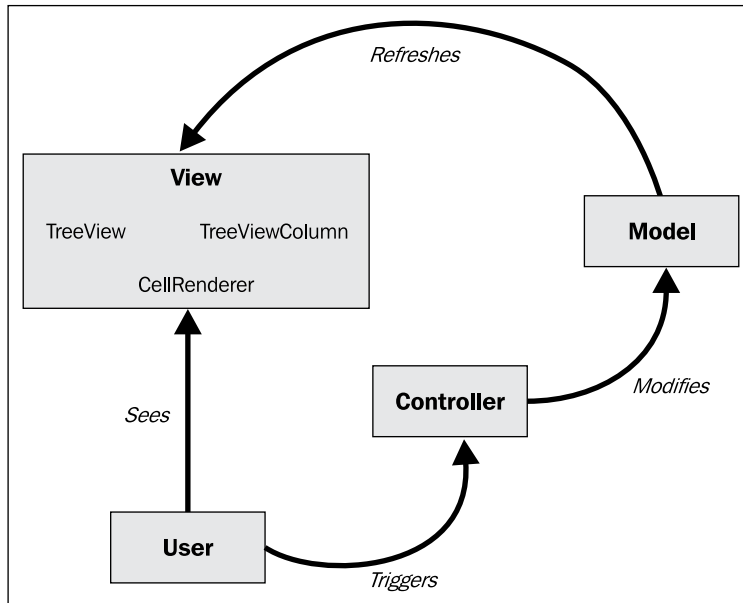 Refreshes
View
TreeView TreeViewColumn
CellRenderer
Model
Sees
Controller
Modifies
User
Triggers